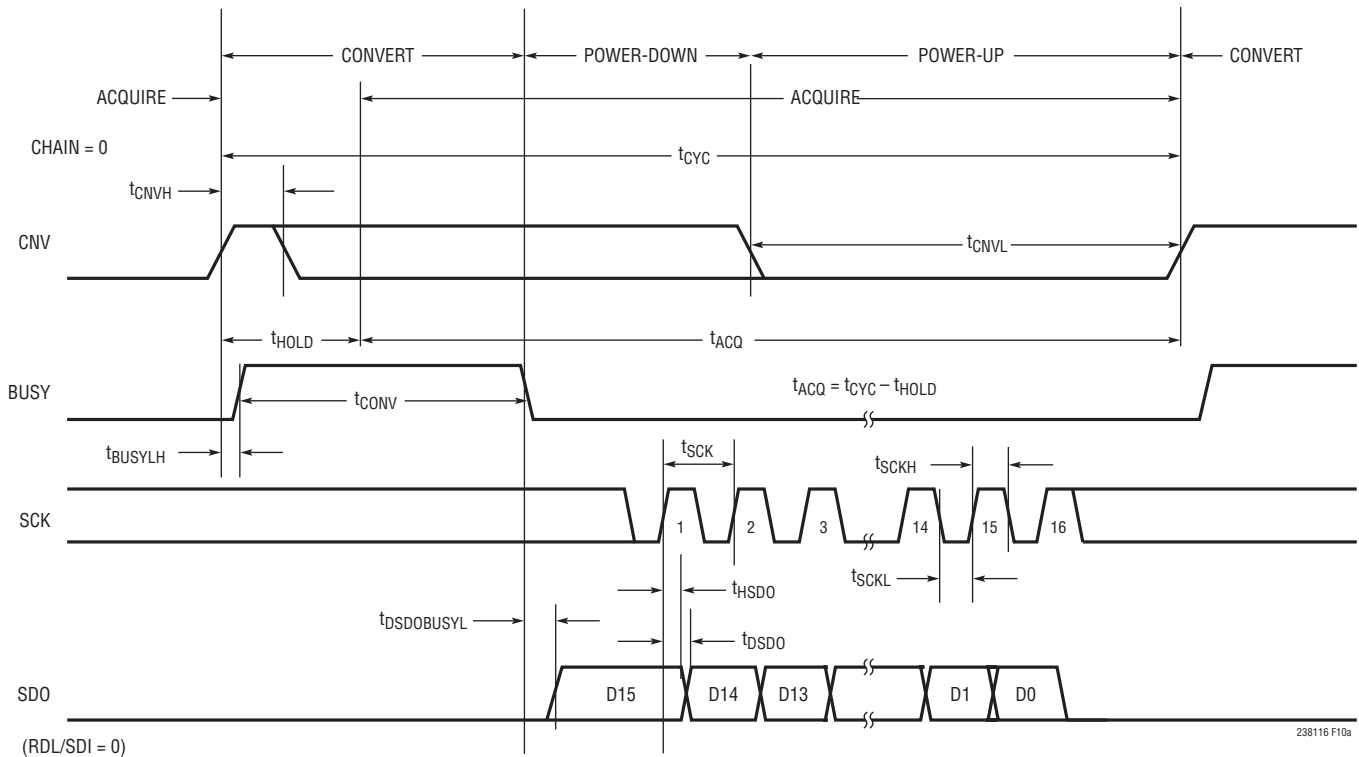 CONVERT POWER-DOWN POWER-UP CONVERT
ACQUIRE ACQUIRE
CHAIN = 0
tCYC
tCNVH
CNV
tCNVL
tHOLD tACQ
BUSY
tCONV
tACQ = tCYC – tHOLD
tBUSYLH
tSCK
tSCKH
SCK
1 2 3 14 15 16
tSCKL
tHSDO
tDSDOBUSYL
tDSDO
SDO
D15 D14 D13 D1 D0
238116 F10a
(RDL/SDI = 0)